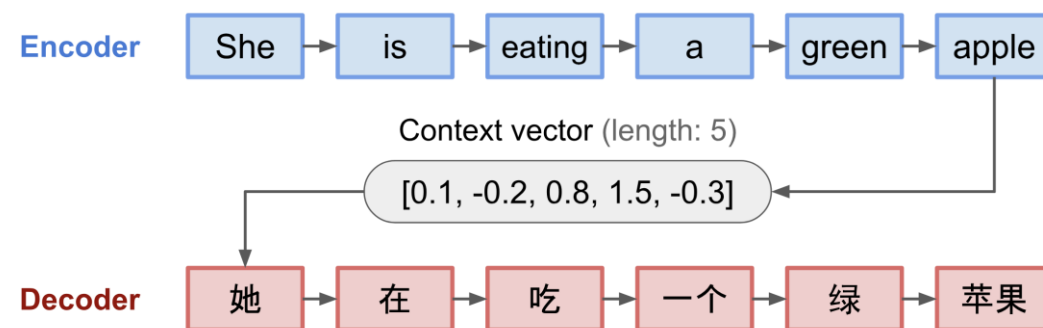 Encoder She is eating a green apple
Context vector (length: 5)
[0.1, -0.2, 0.8, 1.5, -0.3]
Decoder 她 在 吃 一个 绿 苹果